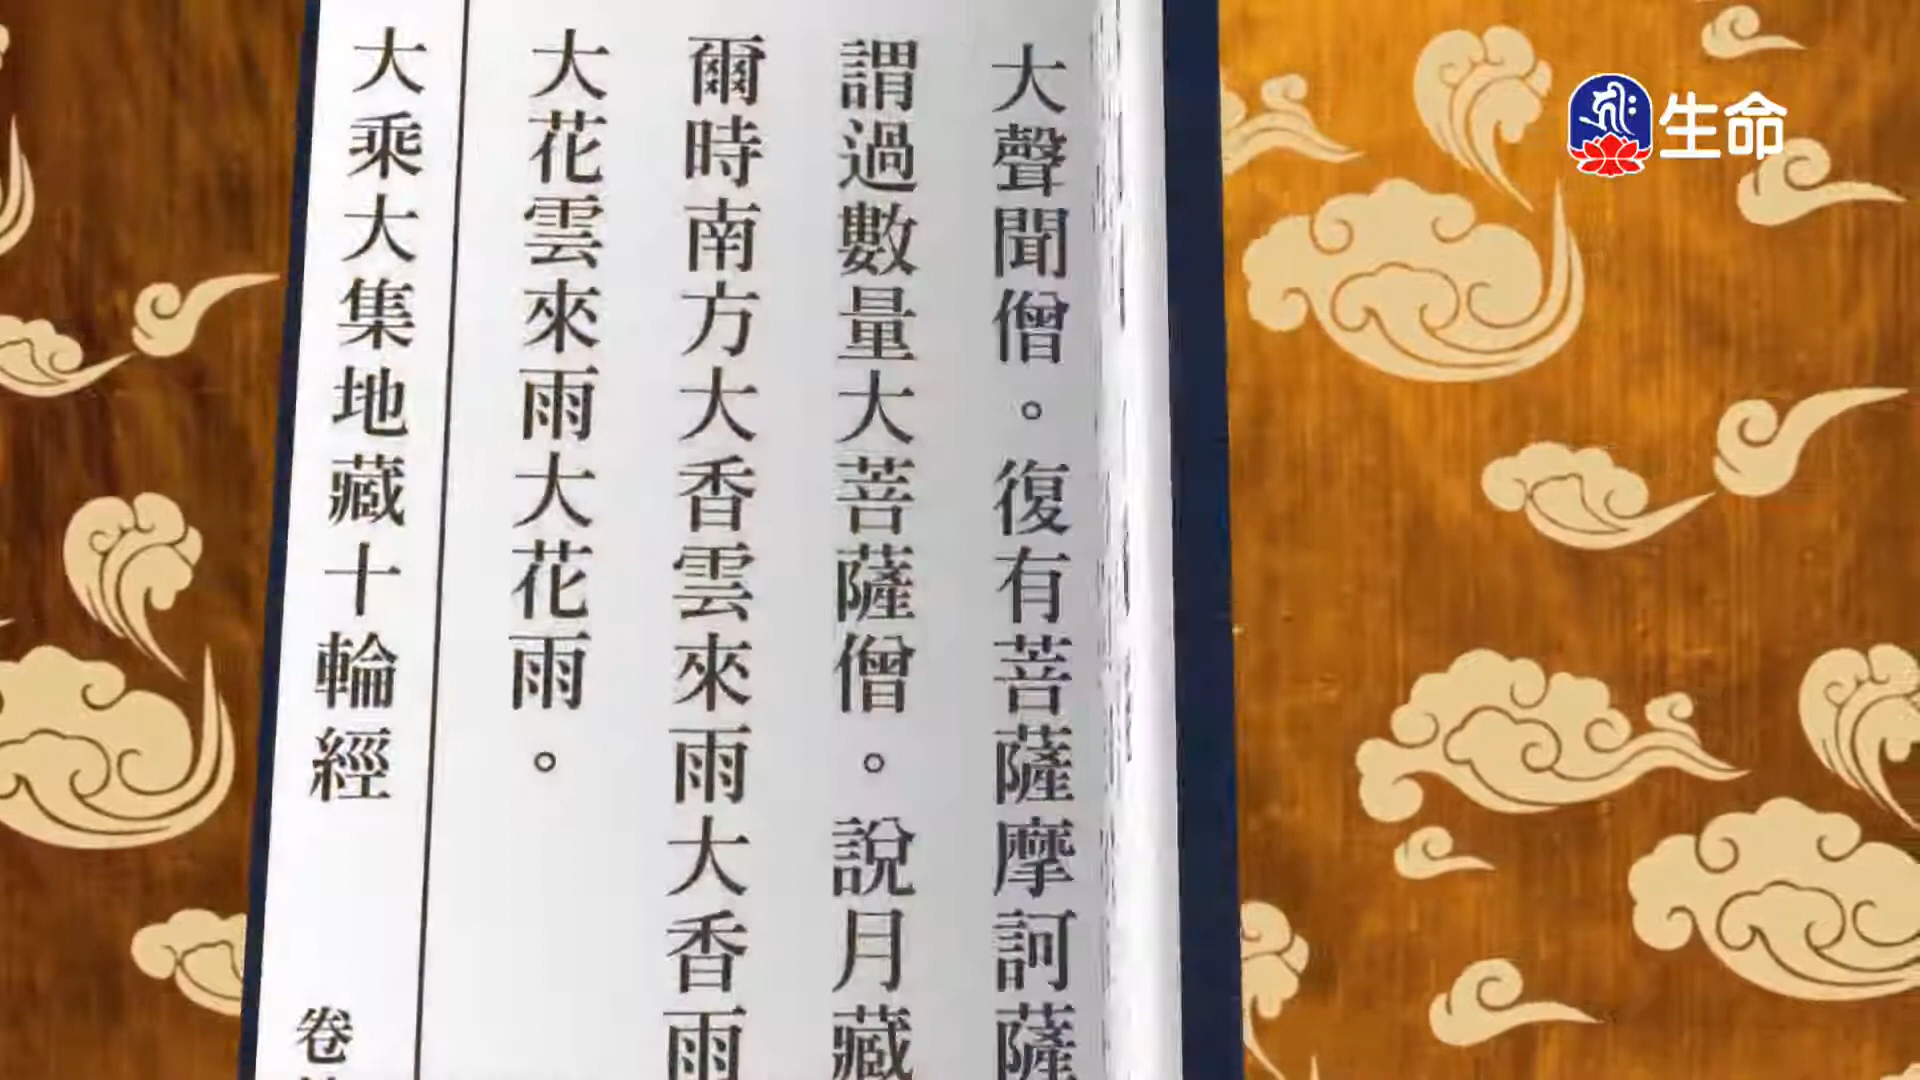 大聲聞僧。復有菩薩摩訶薩
謂過數量大菩薩僧。說月藏
爾時南方大香雲來雨大香雨
大花雲來雨大花雨。
大乘大集地藏十輪經 卷
生命